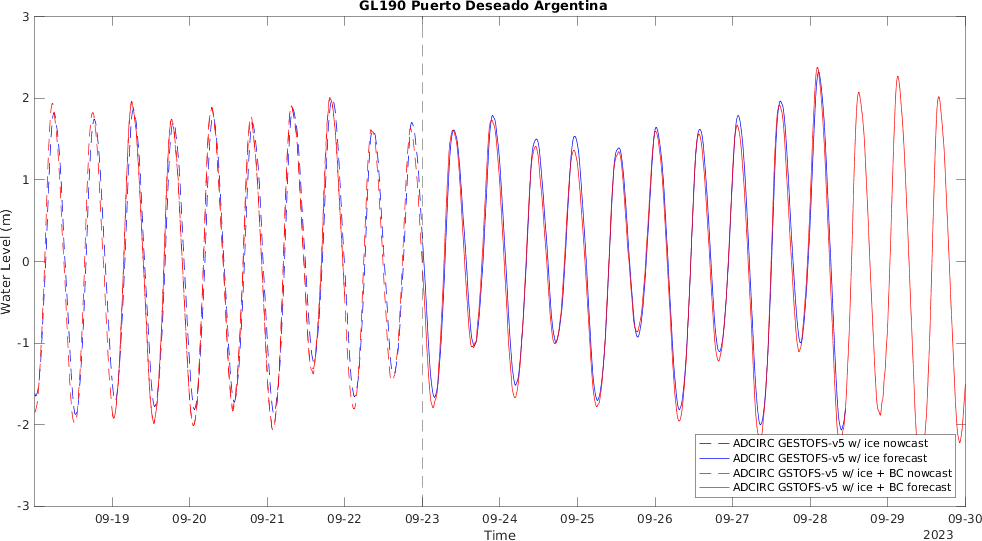 GL190 Puerto Deseado Argentina
3
2
1
0
-1
-2
-3
Water Level (m)
ADCIRC GESTOFS-v5 w/ ice nowcast
ADCIRC GESTOFS-v5 w/ ice forecast
ADCIRC GSTOFS-v5 w/ ice + BC nowcast
ADCIRC GSTOFS-v5 w/ ice + BC forecast
09-19 09-20 09-21 09-22 09-23 09-24 09-25 09-26 09-27 09-28 09-29 09-30
Time
2023